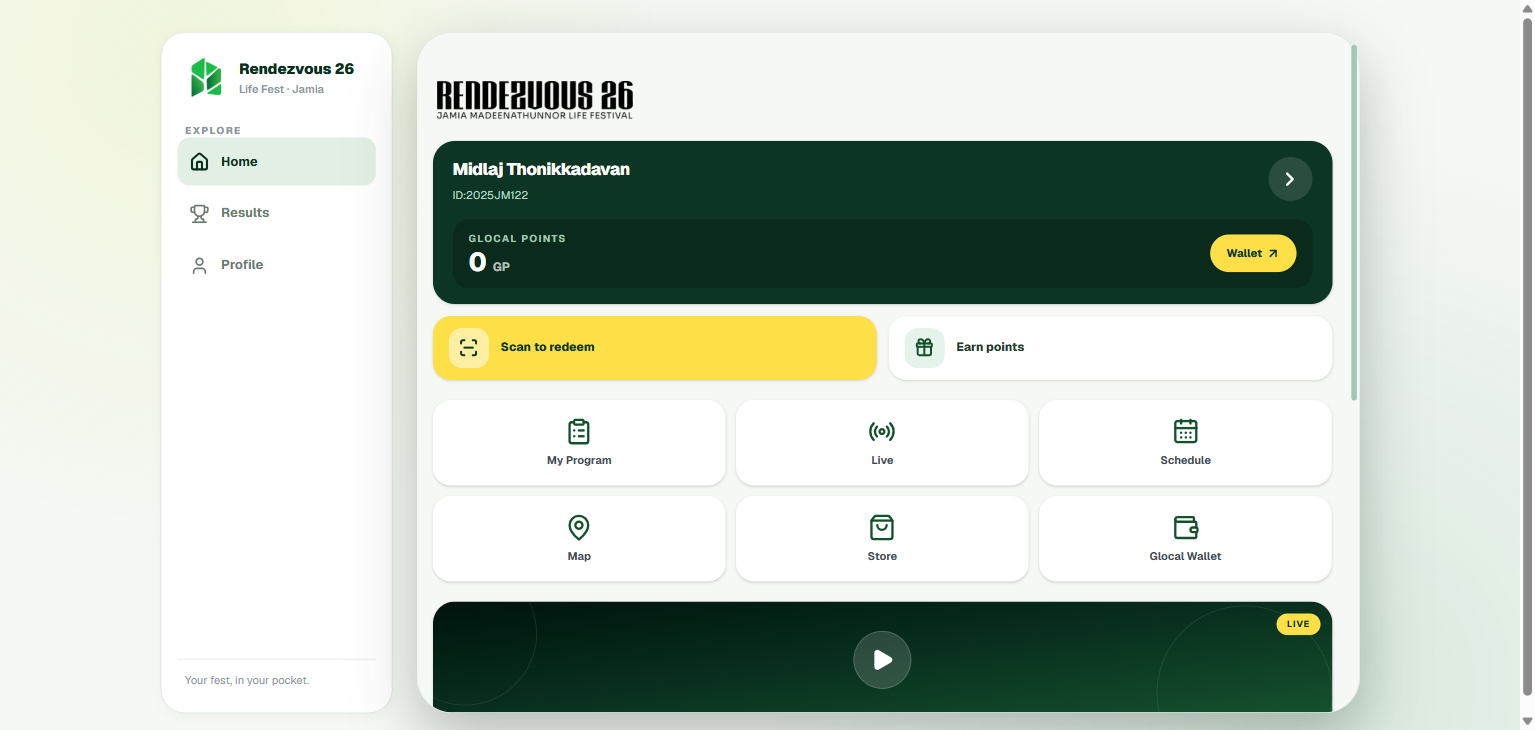 Rendezvous 26
Life Fest · Jamia
EXPLORE
Home
Results
Profile
Your fest, in your pocket.
RENDEZVOUS 26
JAMIA MADEENATHUNNOR LIFE FESTIVAL
Midlaj Thonikkadavan
ID:2025JM122
GLOCAL POINTS
0 GP
Wallet
Scan to redeem
Earn points
My Program
Live
Schedule
Map
Store
Glocal Wallet
LIVE